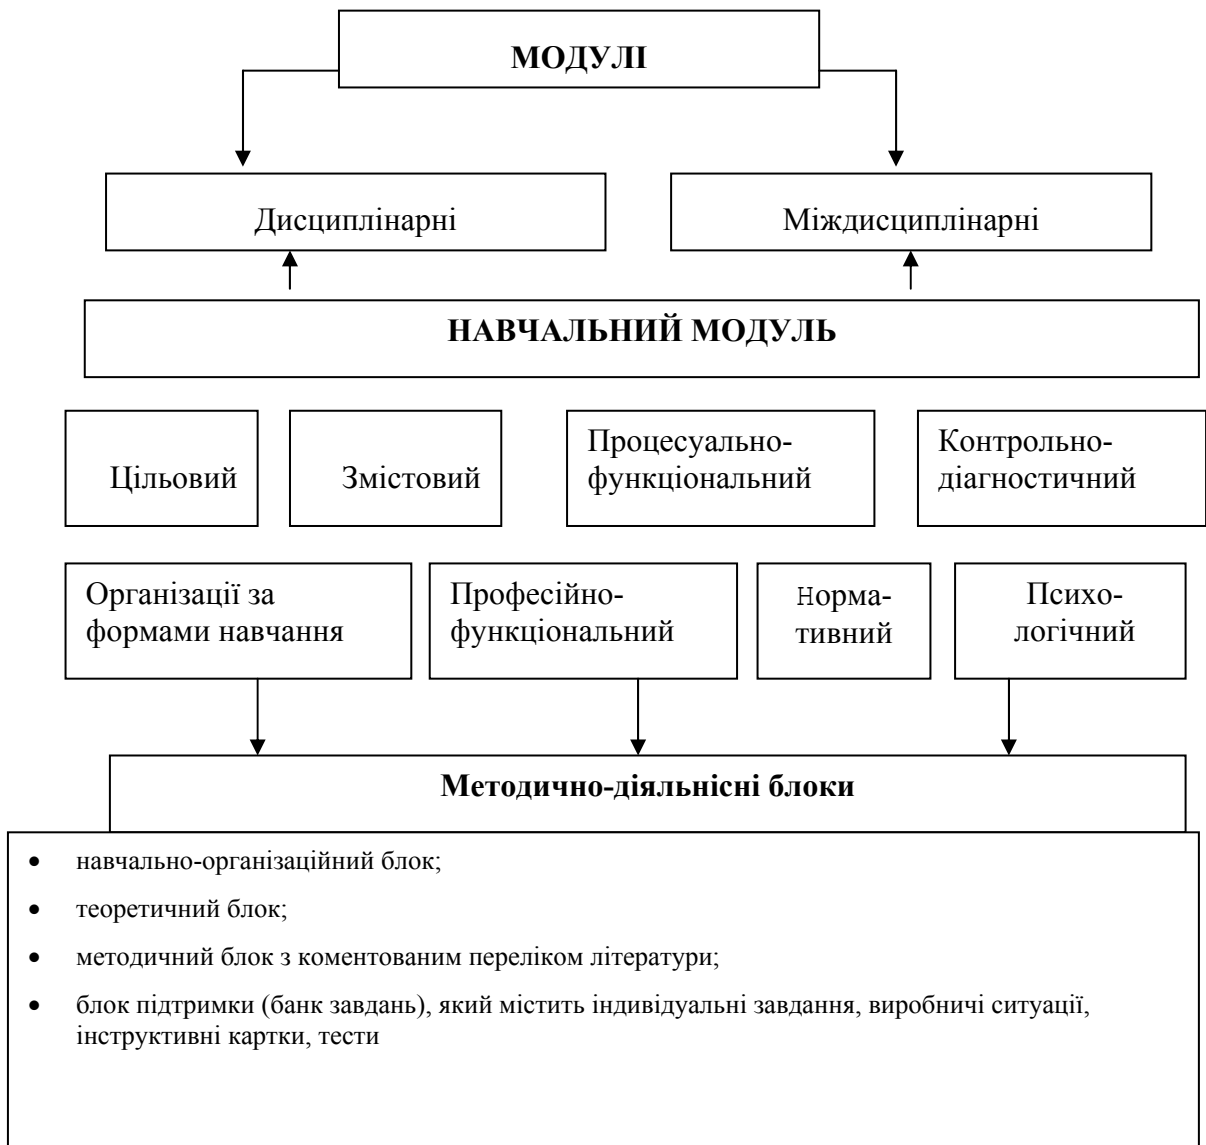 МОДУЛІ
Дисциплінарні
Міждисциплінарні
НАВЧАЛЬНИЙ МОДУЛЬ
Цільовий
Змістовий
Процесуально-
функціональний
Контрольно-
діагностичний
Організації за
формами навчання
Професійно-
функціональний
Норма-
тивний
Психо-
логічний
Методично-діяльнісні блоки
• навчально-організаційний блок;
• теоретичний блок;
• методичний блок з коментованим переліком літератури;
• блок підтримки (банк завдань), який містить індивідуальні завдання, виробничі ситуації,
інструктивні картки, тести